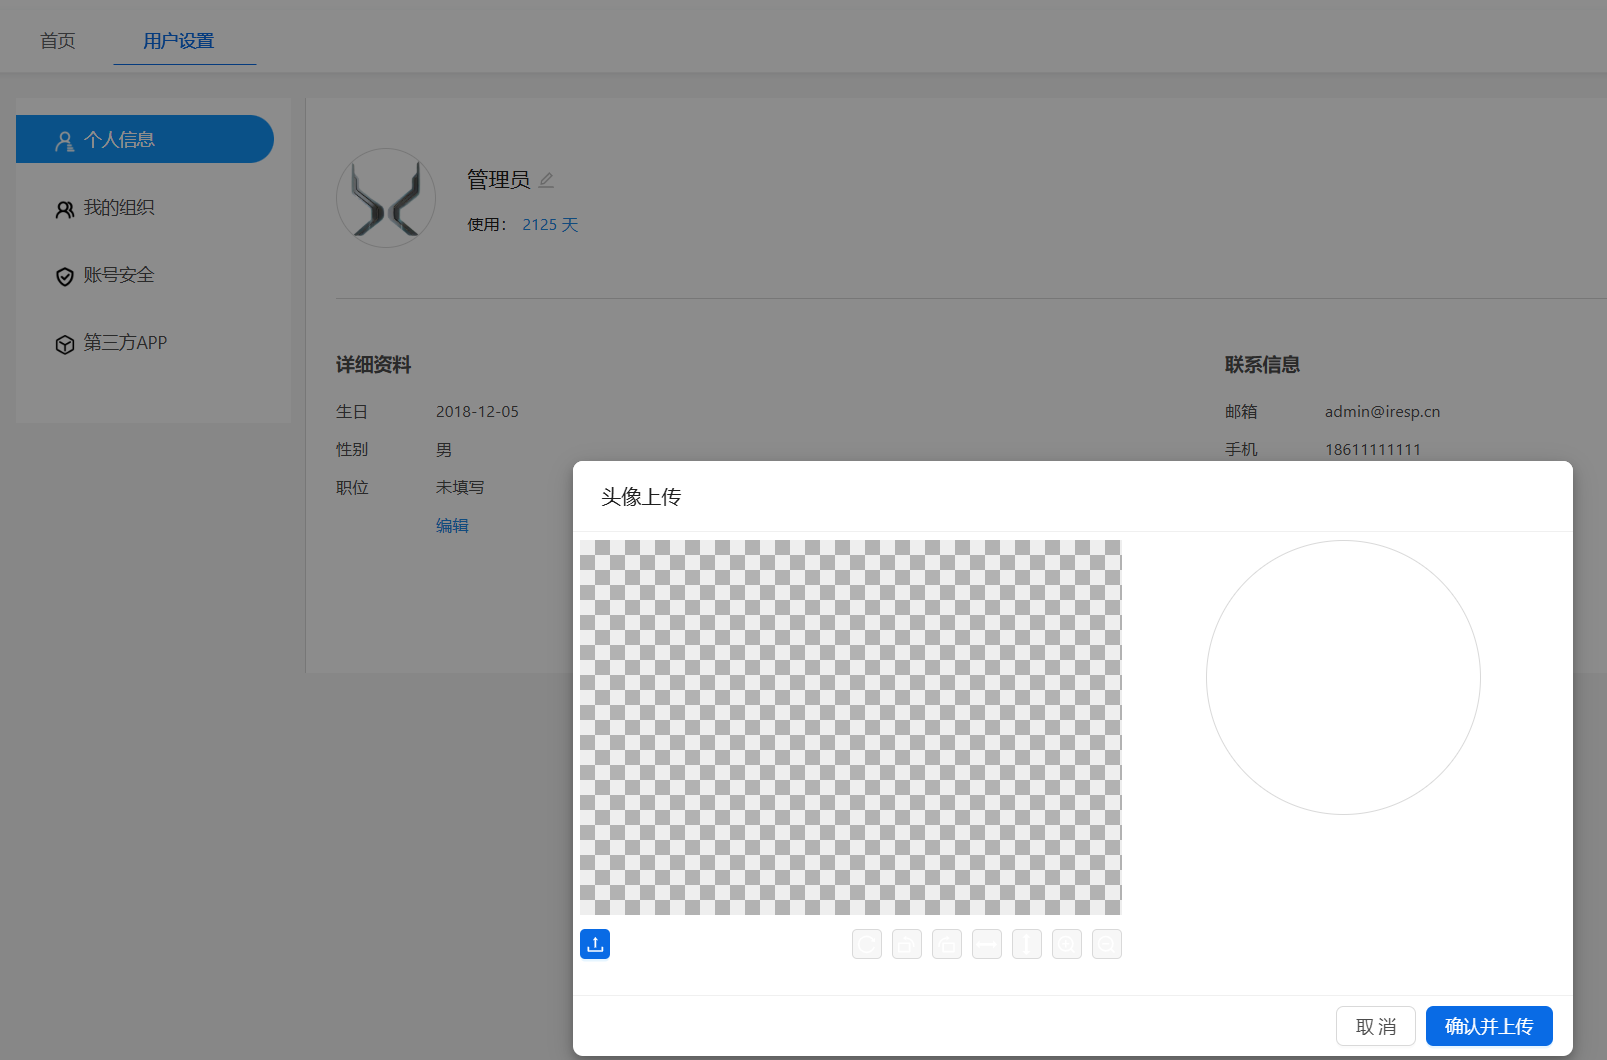 首页
用户设置
个人信息
我的组织
账号安全
第三方APP
管理员
使用： 2125 天
详细资料
生日 2018-12-05
性别 男
职位 未填写
编辑
联系信息
邮箱 admin@iresp.cn
手机 18611111111
头像上传
取 消
确认并上传